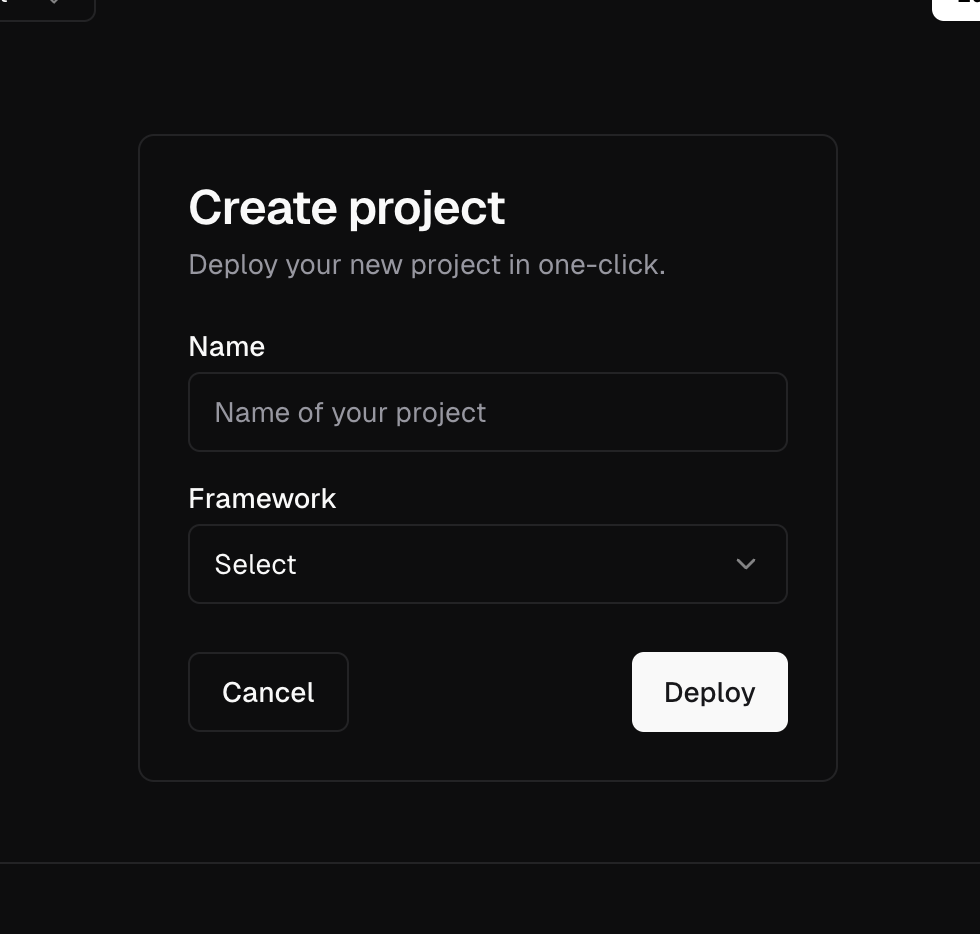 Create project
Deploy your new project in one-click.
Name
Name of your project
Framework
Select
Cancel
Deploy